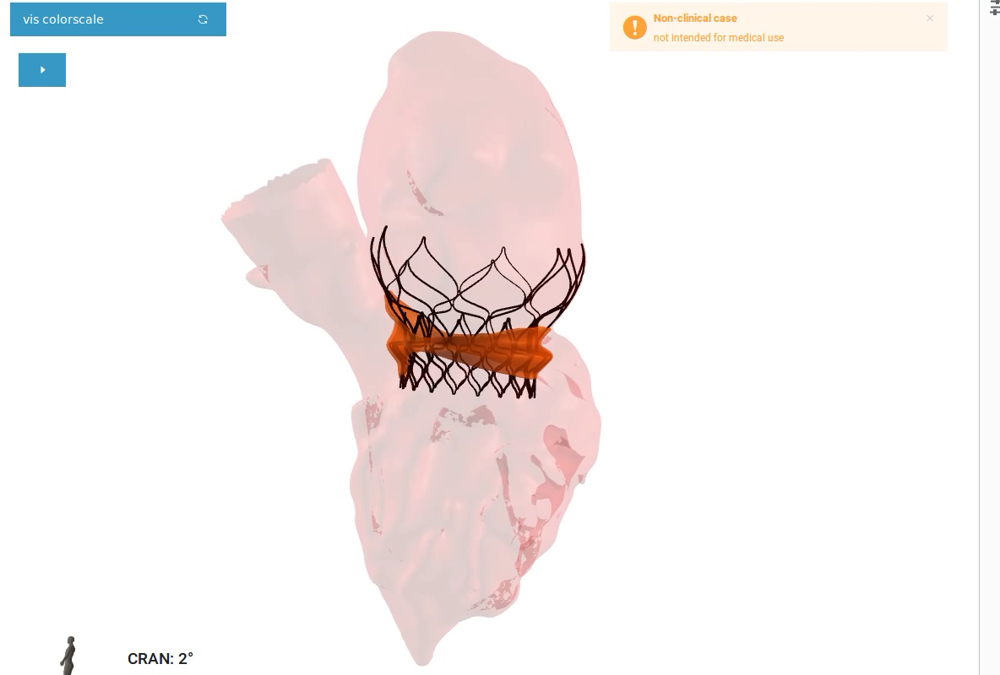 vis colorscale
Non-clinical case
not intended for medical use
CRAN: 2°